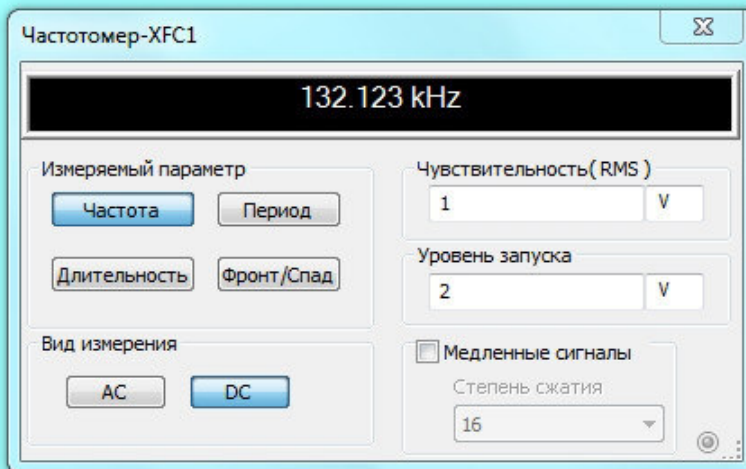 Частотомер-XFC1
132.123 kHz
Измеряемый параметр
Частота
Период
Длительность
Фронт/Спад
Чувствительность( RMS )
1 V
Уровень запуска
2 V
Вид измерения
AC
DC
Медленные сигналы
Степень сжатия
16